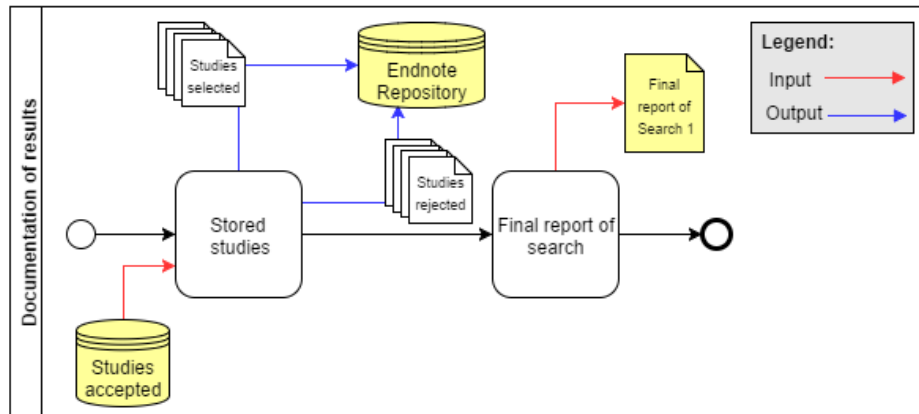 Documentation of results
Studies
selected
Endnote
Repository
Final
report of
Search 1
Legend:
Input
Output
Studies
rejected
Stored
studies
Final report of
search
Studies
accepted